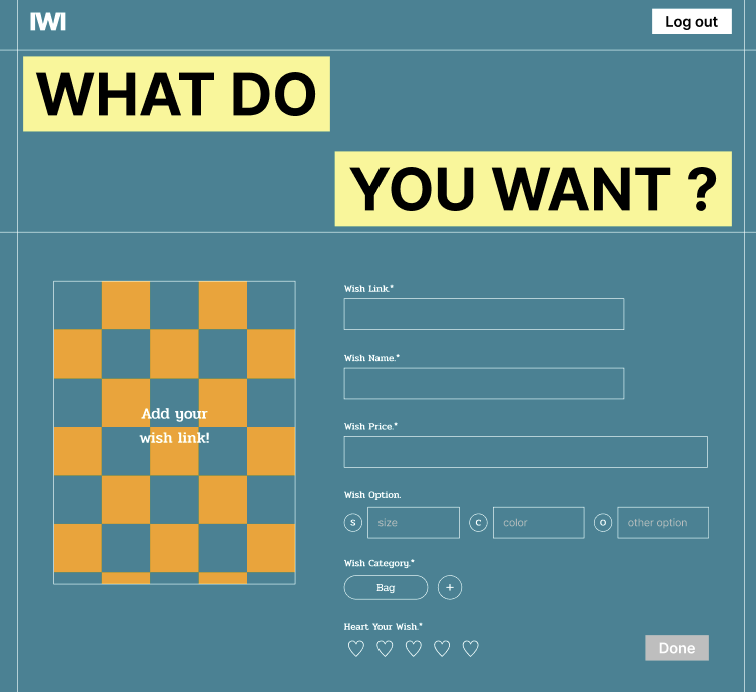 IWI
Log out
WHAT DO
YOU WANT ?
Add your
wish link!
Wish Link.*
Wish Name.*
Wish Price.*
Wish Option.
S size C color O other option
Wish Category.*
Bag +
Heart Your Wish.*
Done